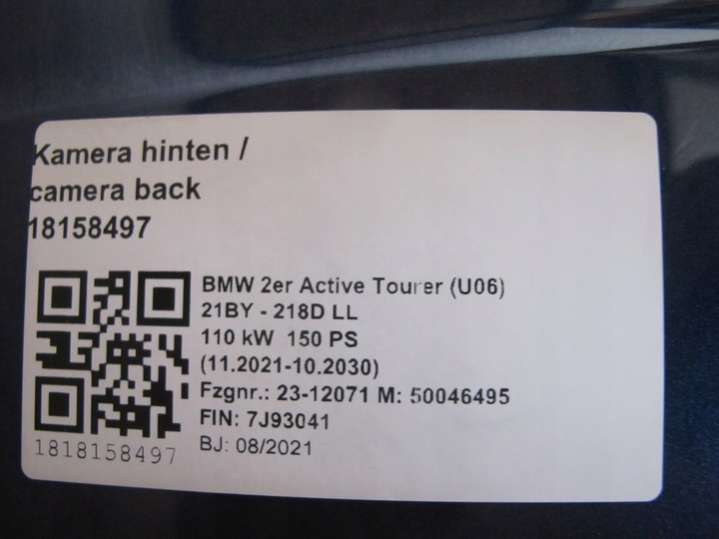 Kamera hinten /
camera back
18158497
BMW 2er Active Tourer (U06)
21BY - 218D LL
110 kW 150 PS
(11.2021-10.2030)
Fzgnr.: 23-12071 M: 50046495
FIN: 7J93041
BJ: 08/2021
1818158497